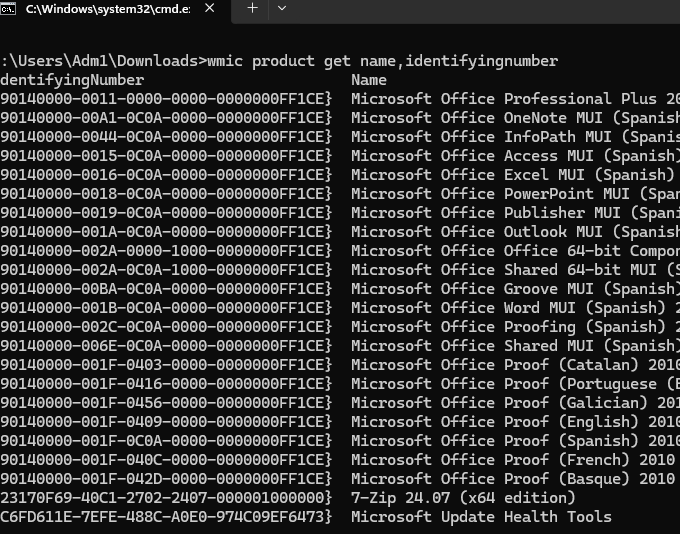 C:\Windows\system32\cmd.e:
:\Users\Adm1\Downloads>wmic product get name,identifyingnumber
dentifyingNumber Name
90140000-0011-0000-0000-0000000FF1CE} Microsoft Office Professional Plus 20
90140000-00A1-0C0A-0000-0000000FF1CE} Microsoft Office OneNote MUI (Spanish
90140000-0044-0C0A-0000-0000000FF1CE} Microsoft Office InfoPath MUI (Spanis
90140000-0015-0C0A-0000-0000000FF1CE} Microsoft Office Access MUI (Spanish)
90140000-0016-0C0A-0000-0000000FF1CE} Microsoft Office Excel MUI (Spanish)
90140000-0018-0C0A-0000-0000000FF1CE} Microsoft Office PowerPoint MUI (Span
90140000-0019-0C0A-0000-0000000FF1CE} Microsoft Office Publisher MUI (Spani
90140000-001A-0C0A-0000-0000000FF1CE} Microsoft Office Outlook MUI (Spanish
90140000-002A-0000-1000-0000000FF1CE} Microsoft Office Office 64-bit Compon
90140000-002A-0C0A-1000-0000000FF1CE} Microsoft Office Shared 64-bit MUI (S
90140000-00BA-0C0A-0000-0000000FF1CE} Microsoft Office Groove MUI (Spanish)
90140000-001B-0C0A-0000-0000000FF1CE} Microsoft Office Word MUI (Spanish) 2
90140000-002C-0C0A-0000-0000000FF1CE} Microsoft Office Proofing (Spanish) 2
90140000-006E-0C0A-0000-0000000FF1CE} Microsoft Office Shared MUI (Spanish)
90140000-001F-0403-0000-0000000FF1CE} Microsoft Office Proof (Catalan) 2010
90140000-001F-0416-0000-0000000FF1CE} Microsoft Office Proof (Portuguese (B
90140000-001F-0456-0000-0000000FF1CE} Microsoft Office Proof (Galician) 201
90140000-001F-0409-0000-0000000FF1CE} Microsoft Office Proof (English) 2010
90140000-001F-0C0A-0000-0000000FF1CE} Microsoft Office Proof (Spanish) 2010
90140000-001F-040C-0000-0000000FF1CE} Microsoft Office Proof (French) 2010
90140000-001F-042D-0000-0000000FF1CE} Microsoft Office Proof (Basque) 2010
23170F69-40C1-2702-2407-000001000000} 7-Zip 24.07 (x64 edition)
C6FD611E-7EFE-488C-A0E0-974C09EF6473} Microsoft Update Health Tools